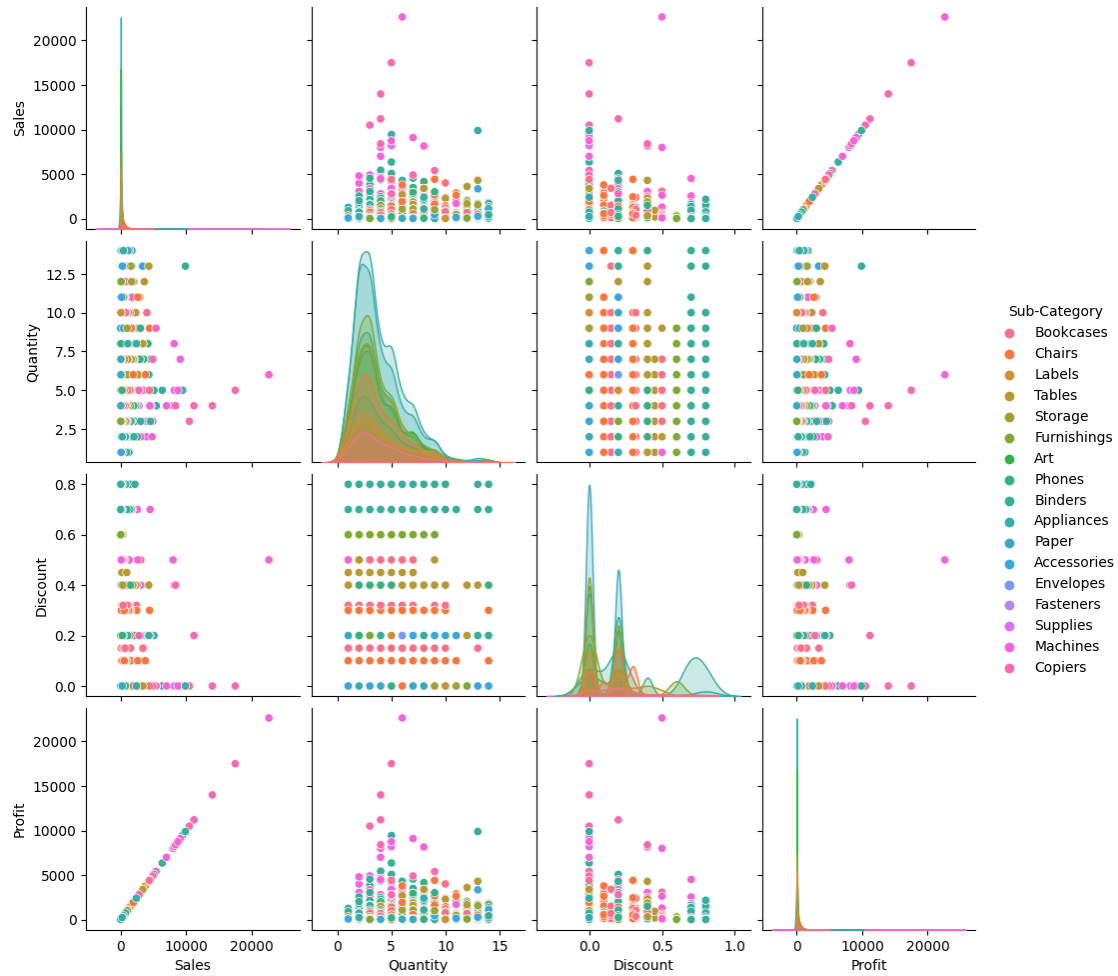 20000
15000
10000
5000
0
Sales
12.5
10.0
7.5
5.0
2.5
Quantity
0.8
0.6
0.4
0.2
0.0
Discount
20000
15000
10000
5000
0
Profit
0 10000 20000
Sales
0 5 10 15
Quantity
0.0 0.5 1.0
Discount
0 10000 20000
Profit
Sub-Category
Bookcases
Chairs
Labels
Tables
Storage
Furnishings
Art
Phones
Binders
Appliances
Paper
Accessories
Envelopes
Fasteners
Supplies
Machines
Copiers